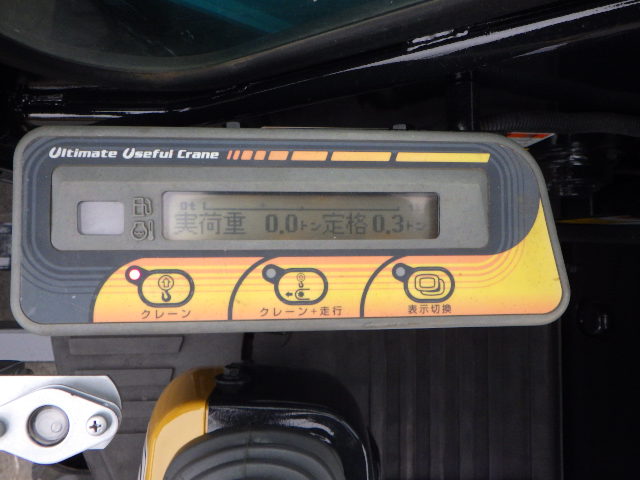 Ultimate Useful Crane
0t
実荷重 0.0トン 定格 0.3トン
クレーン
クレーン+走行
表示切換